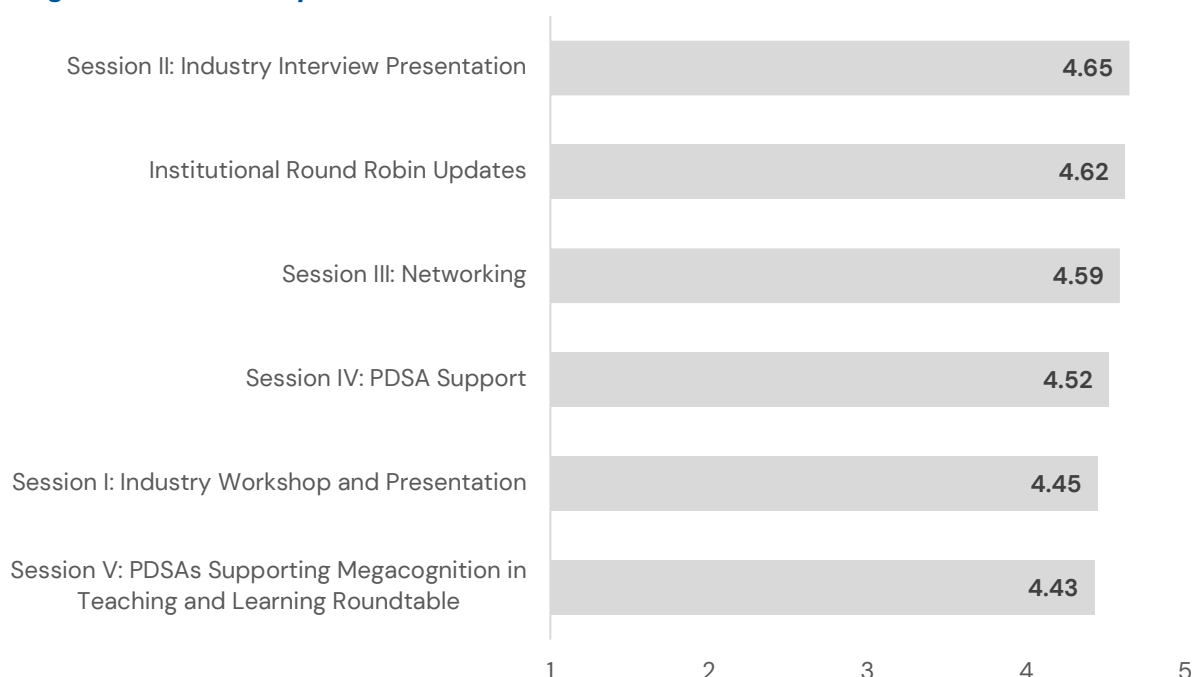 Session II: Industry Interview Presentation
4.65
Institutional Round Robin Updates
4.62
Session III: Networking
4.59
Session IV: PDSA Support
4.52
Session I: Industry Workshop and Presentation
4.45
Session V: PDSAs Supporting Megacognition in
Teaching and Learning Roundtable
4.43
1 2 3 4 5